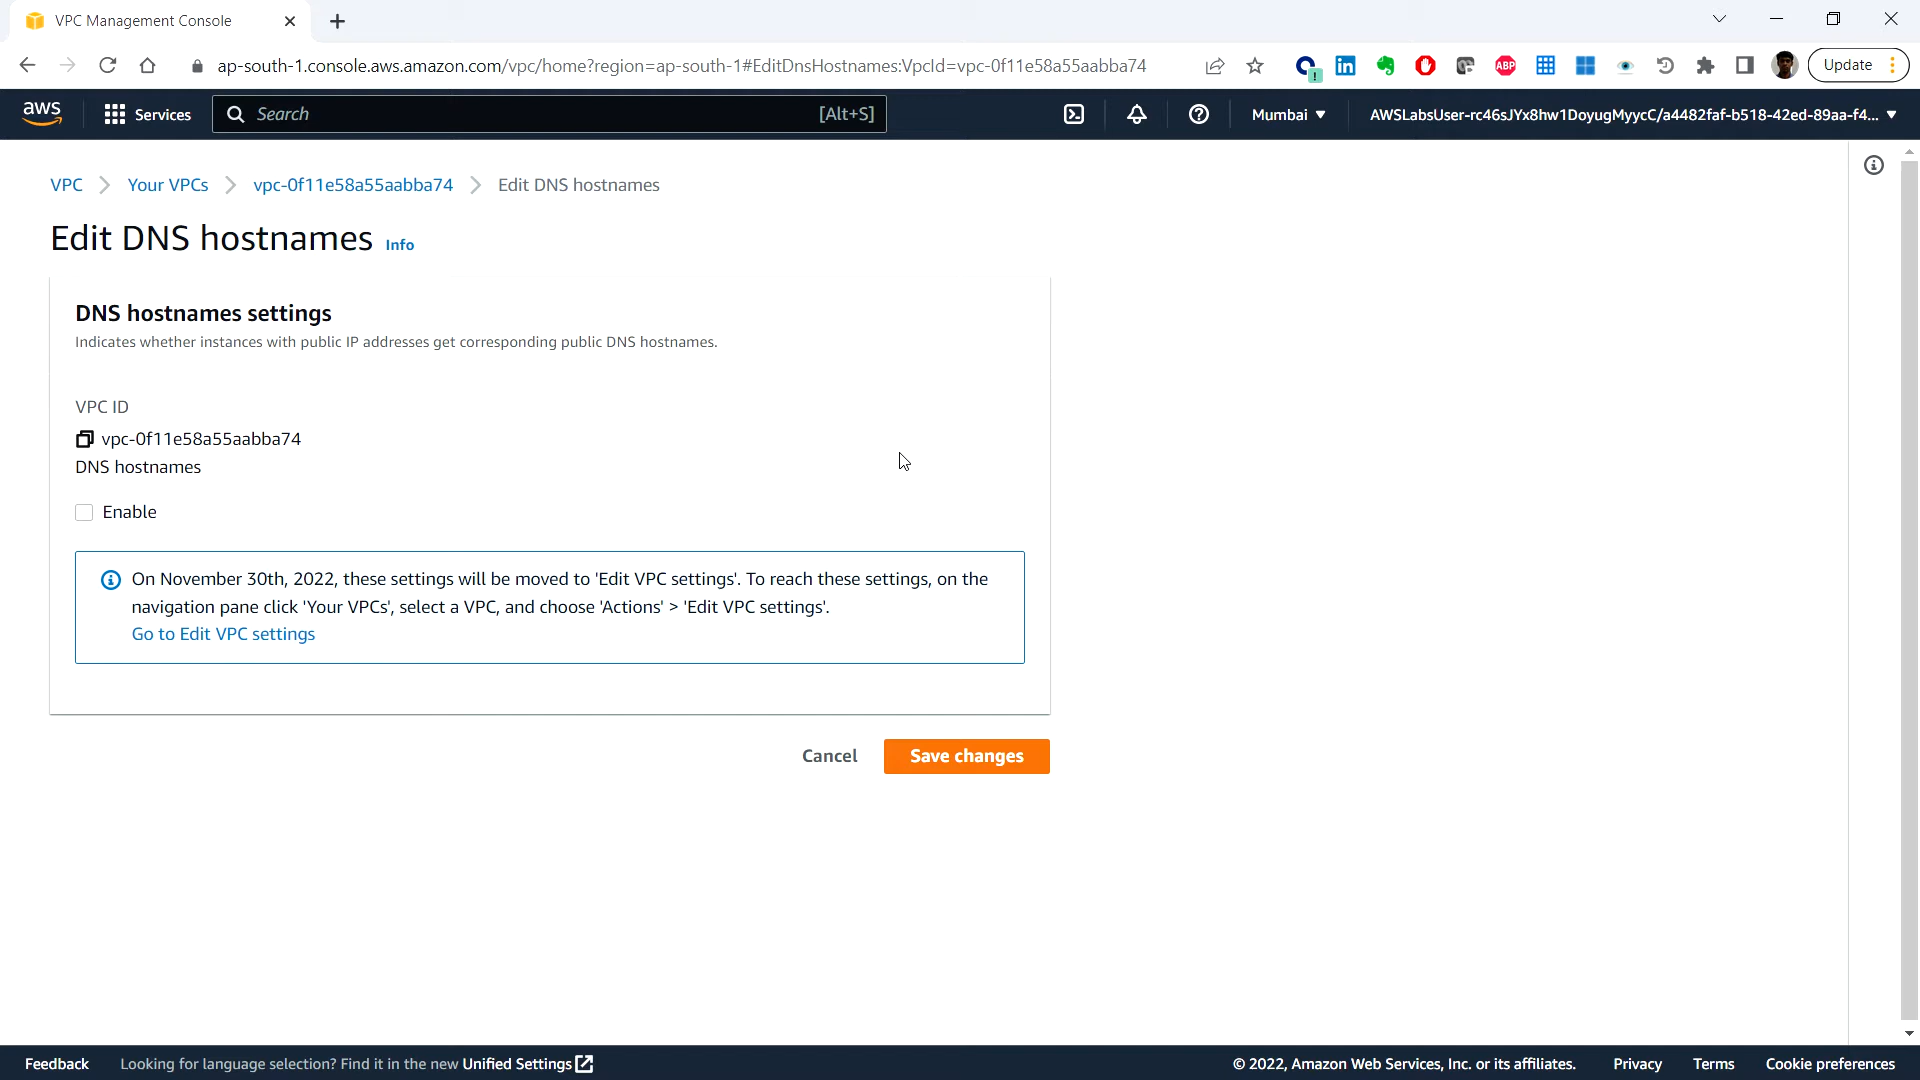 VPC Management Console
ap-south-1.console.aws.amazon.com/vpc/home?region=ap-south-1#EditDnsHostnames:VpcId=vpc-0f11e58a55aabba74
ABP
Update
aws
Services
Search
[Alt+S]
Mumbai
AWSLabsUser-rc46sJYx8hw1DoyugMyycC/a4482faf-b518-42ed-89aa-f4...
VPC
Your VPCs
vpc-0f11e58a55aabba74
Edit DNS hostnames
Edit DNS hostnames Info
DNS hostnames settings
Indicates whether instances with public IP addresses get corresponding public DNS hostnames.
VPC ID
vpc-0f11e58a55aabba74
DNS hostnames
Enable
On November 30th, 2022, these settings will be moved to 'Edit VPC settings'. To reach these settings, on the
navigation pane click 'Your VPCs', select a VPC, and choose 'Actions' > 'Edit VPC settings'.
Go to Edit VPC settings
Cancel
Save changes
Feedback
Looking for language selection? Find it in the new Unified Settings
© 2022, Amazon Web Services, Inc. or its affiliates.
Privacy
Terms
Cookie preferences